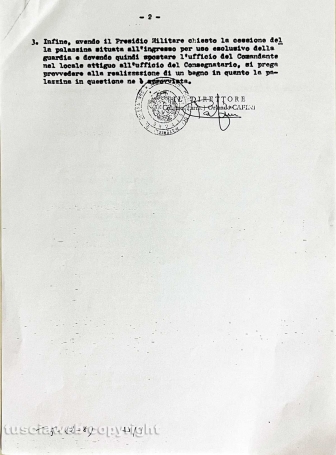 - 2 -
3. Infine, avendo il Presidio Militare chiesto la cessione del
la palazzina situata all'ingresso per uso esclusivo della
guardia e dovendo quindi spostare l'ufficio del Comandante
nel locale attiguo all'ufficio del Consegnatario, si prega
provvedere alla realizzazione di un bagno in quanto la pa-
lazzina in questione ne è sprovvista.
IL DIRETTORE
tusciaweb copyright